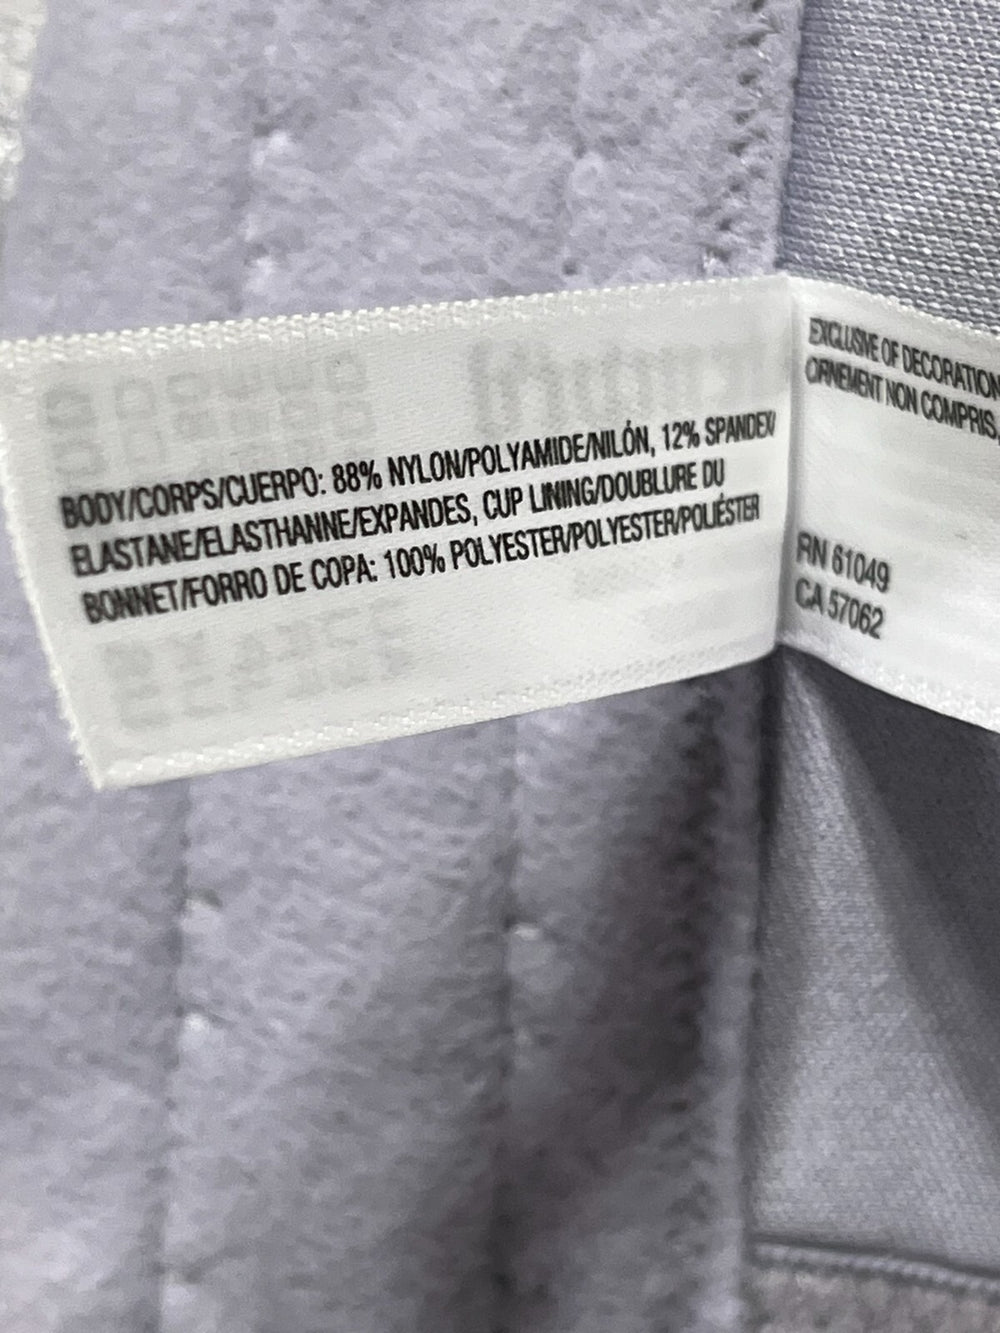 BODY/CORPS/CUERPO: 88% NYLON/POLYAMIDE/NILÓN, 12% SPANDEX/
ELASTANE/ELASTHANNE/EXPANDES, CUP LINING/DOUBLURE DU
BONNET/FORRO DE COPA: 100% POLYESTER/POLYESTER/POLIÉSTER
EXCLUSIVE OF DECORATION
ORNEMENT NON COMPRIS,
RN 61049
CA 57062